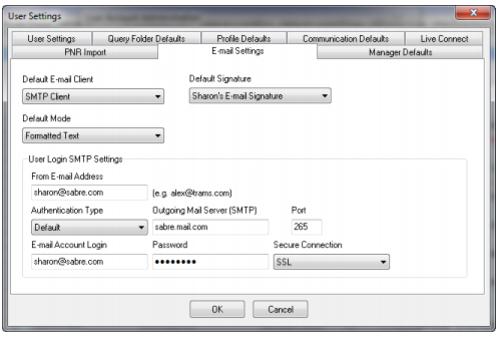 User Settings
User Settings Query Folder Defaults Profile Defaults Communication Defaults Live Connect
PNR Import E-mail Settings Manager Defaults
Default E-mail Client Default Signature
SMTP Client Sharon's E-mail Signature
Default Mode
Formatted Text
User Login SMTP Settings
From E-mail Address
sharon@sabre.com (e.g. alex@trams.com)
Authentication Type Outgoing Mail Server (SMTP) Port
Default sabre.mail.com 265
E-mail Account Login Password Secure Connection
sharon@sabre.com •••••••• SSL
OK Cancel